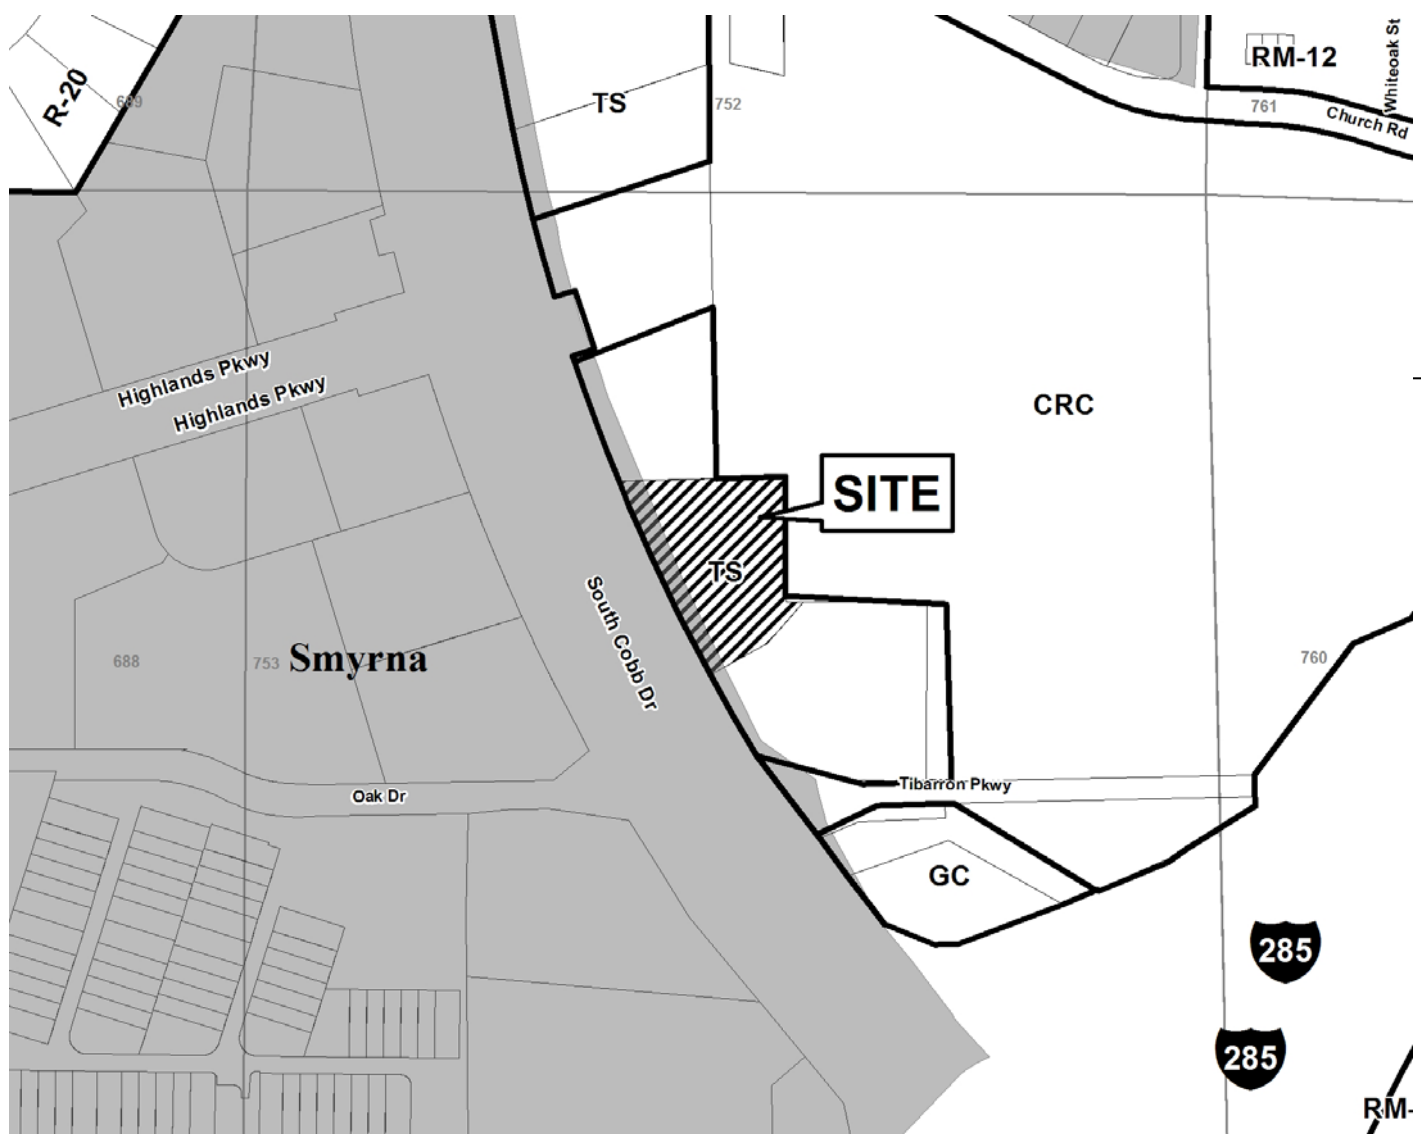 Whiteoak St
RM-12
R-20
689
TS
752
761
Church Rd
Highlands Pkwy
Highlands Pkwy
CRC
SITE
TS
South Cobb Dr
688
753
Smyrna
760
Oak Dr
Tibarron Pkwy
GC
285
285
RM-